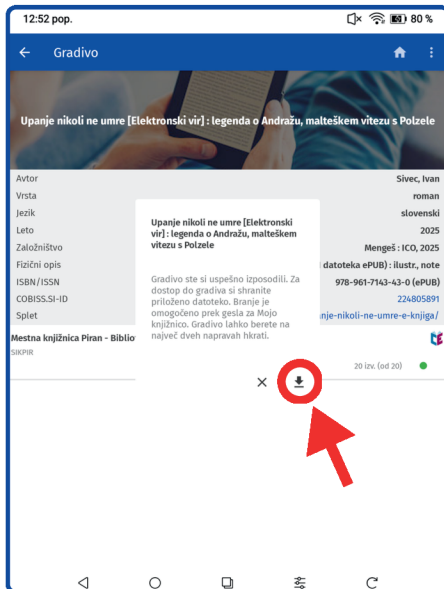 12:52 pop.
80 %
Gradivo
Upanje nikoli ne umre [Elektronski vir] : legenda o Andražu, malteškem vitezu s Polzele
Avtor Sivec, Ivan
Vrsta roman
Jezik slovenski
Leto 2025
Založništvo Mengeš : ICO, 2025
Fizični opis datoteka ePUB) : ilustr., note
ISBN/ISSN 978-961-7143-43-0 (ePUB)
COBISS.SI-ID 224805891
Splet nje-nikoli-ne-umre-e-knjiga/
Mestna knjižnica Piran - Biblio
SIKPIR
20 izv. (od 20)
Upanje nikoli ne umre [Elektronski
vir] : legenda o Andražu, malteškem
vitezu s Polzele
Gradivo ste si uspešno izposodili. Za
dostop do gradiva si shranite
priloženo datoteko. Branje je
omogočeno prek gesla za Mojo
knjižnico. Gradivo lahko berete na
največ dveh napravah hkrati.